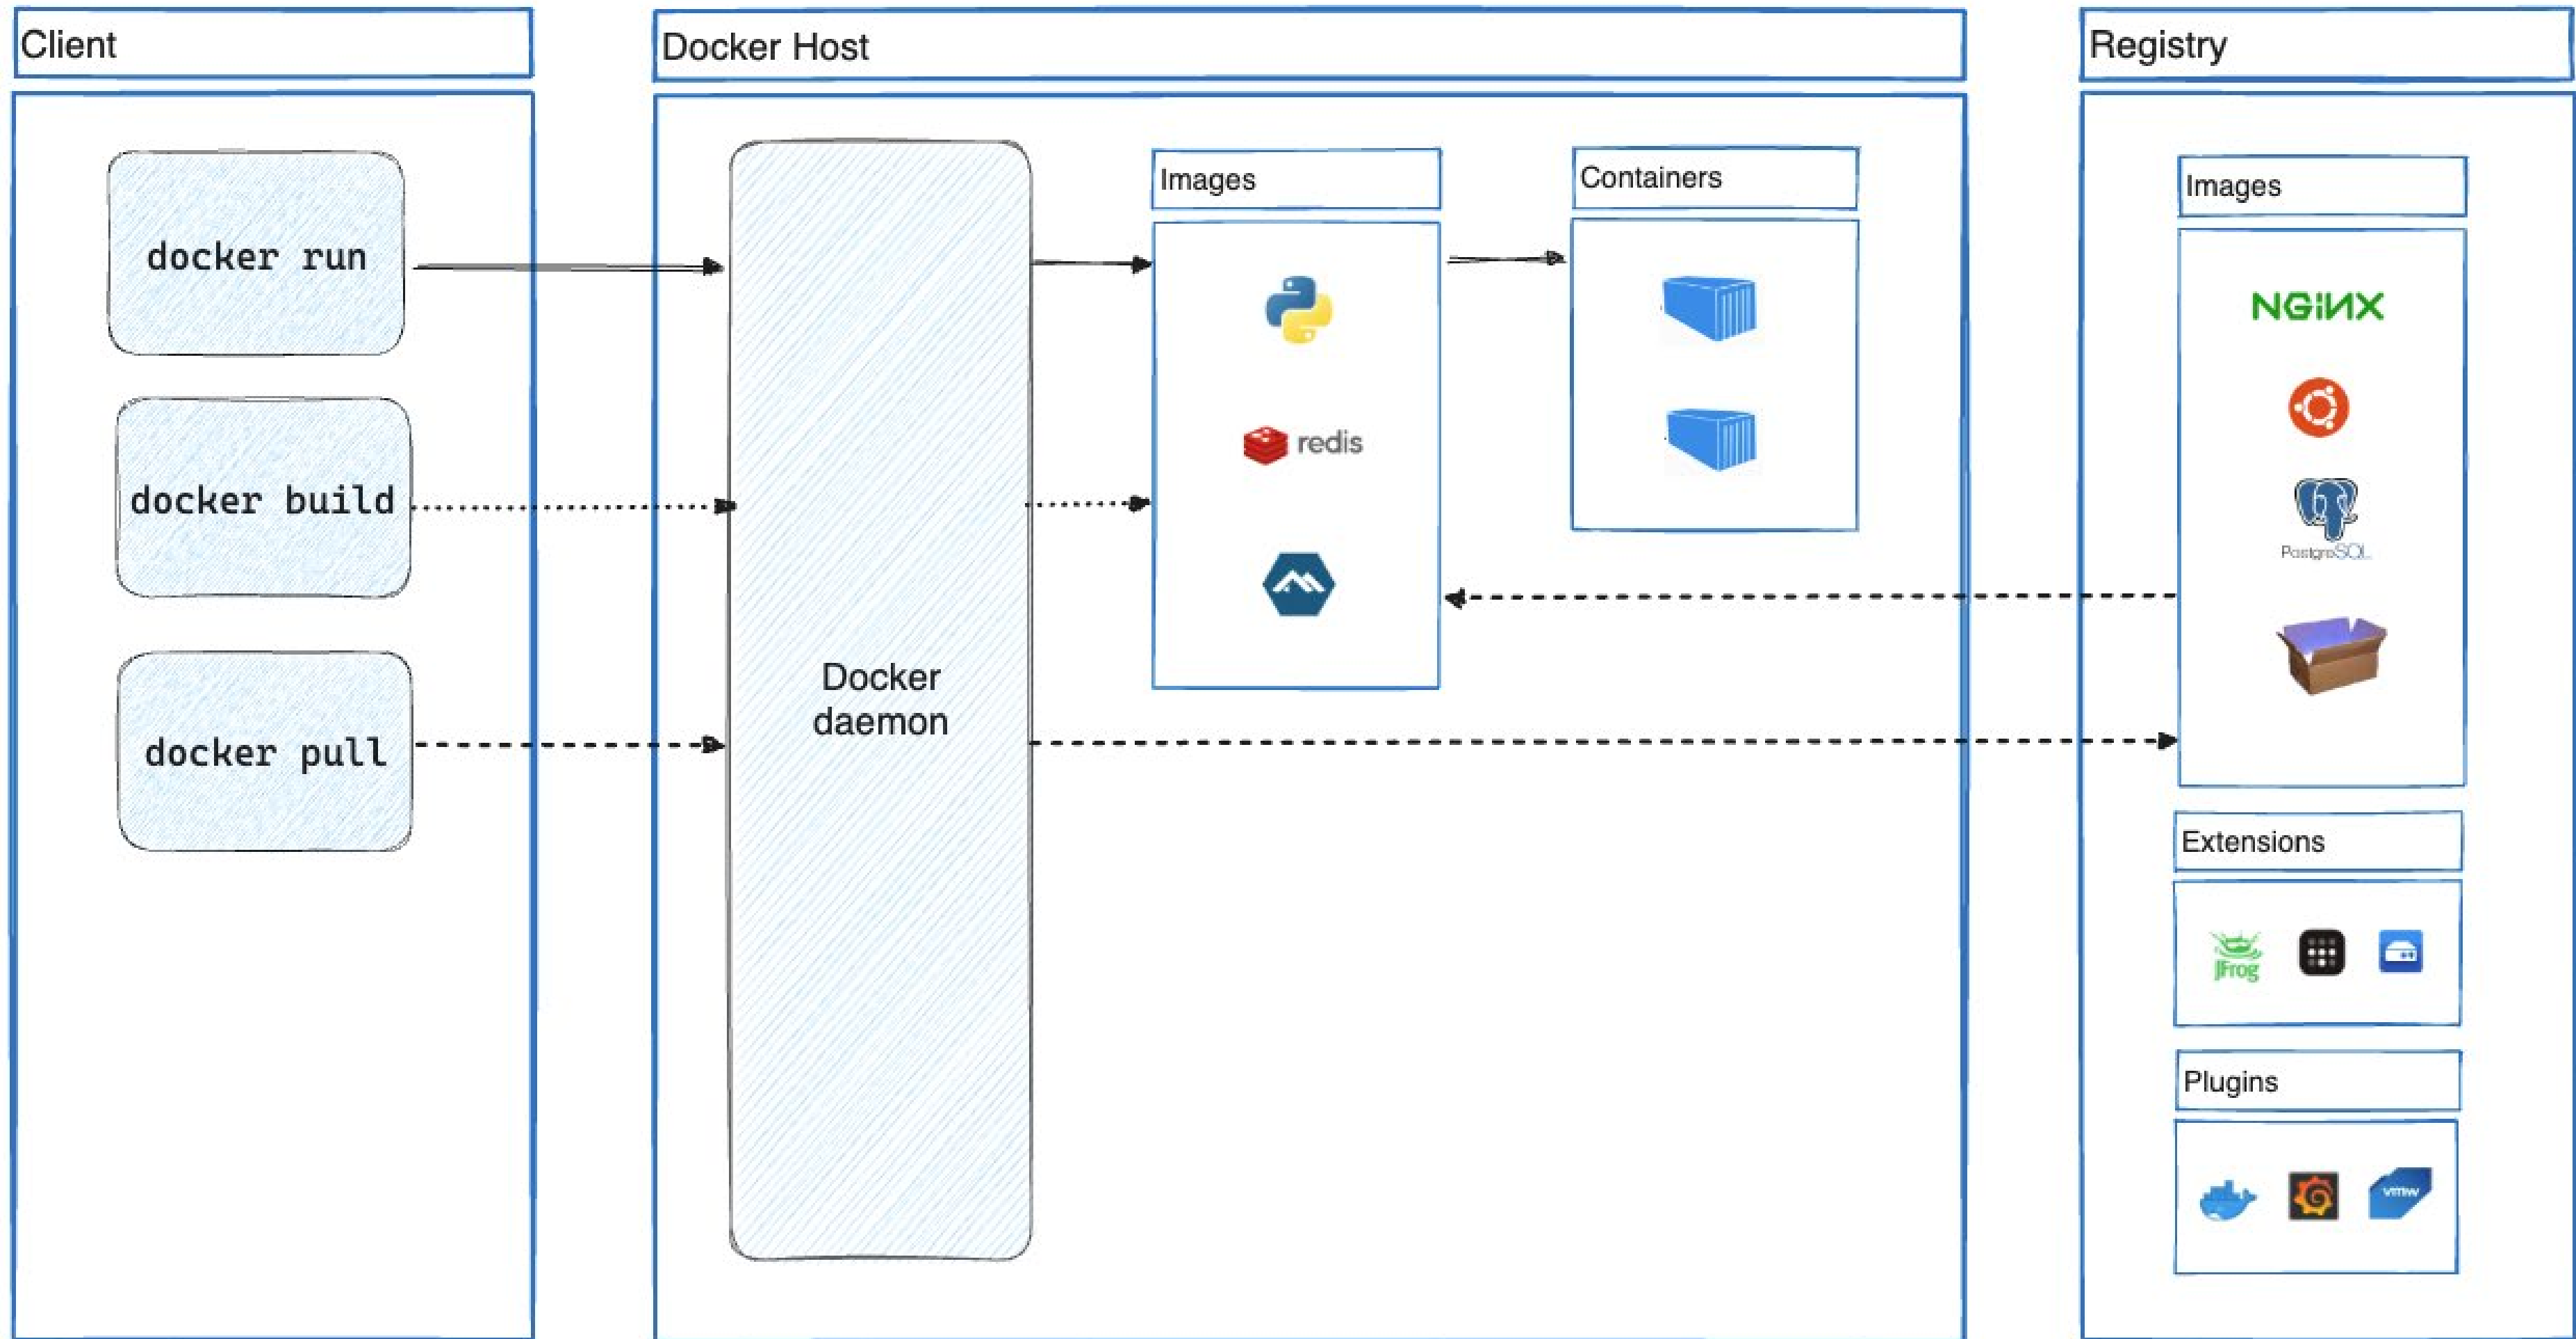 Client
docker run
docker build
docker pull
Docker Host
Docker
daemon
Images
redis
Containers
Registry
Images
NGiNX
PostgreSQL
Extensions
JFrog
Plugins
vmw